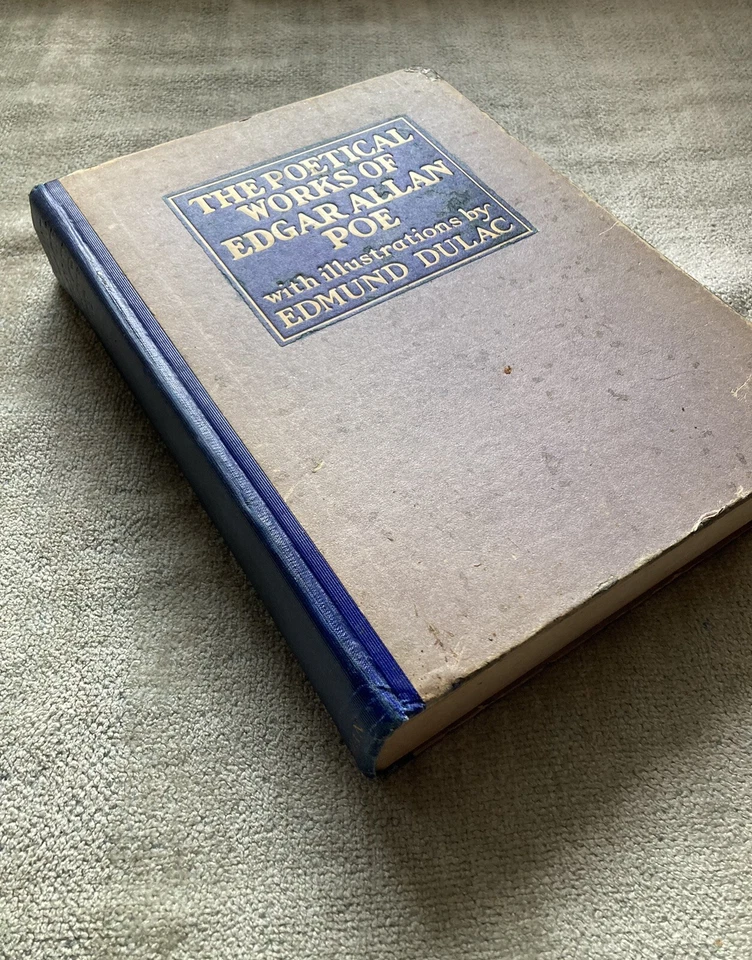 THE POETICAL
WORKS OF
EDGAR ALLAN
POE
with illustrations by
EDMUND DULAC